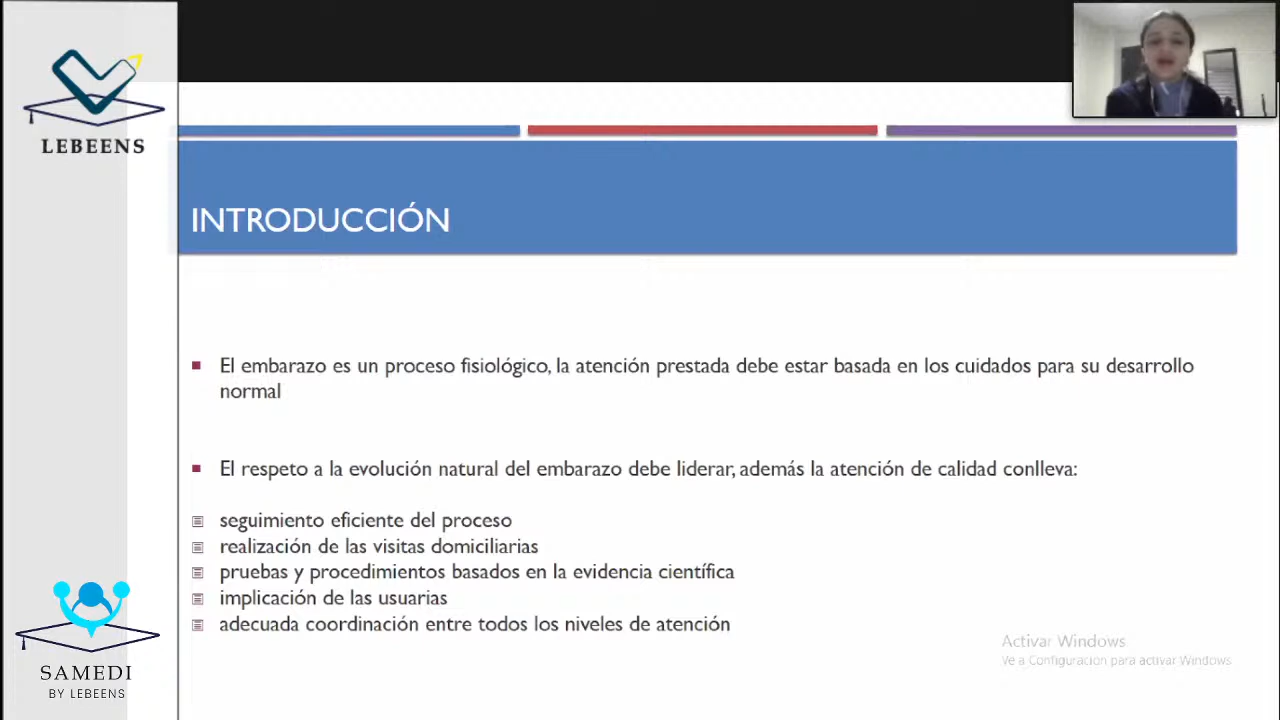 LEBEENS
INTRODUCCIÓN
El embarazo es un proceso fisiológico, la atención prestada debe estar basada en los cuidados para su desarrollo
normal
El respeto a la evolución natural del embarazo debe liderar, además la atención de calidad conlleva:
seguimiento eficiente del proceso
realización de las visitas domiciliarias
pruebas y procedimientos basados en la evidencia científica
implicación de las usuarias
adecuada coordinación entre todos los niveles de atención
Activar Windows
Ve a Configuración para activar Windows
SAMEDI
BY LEBEENS